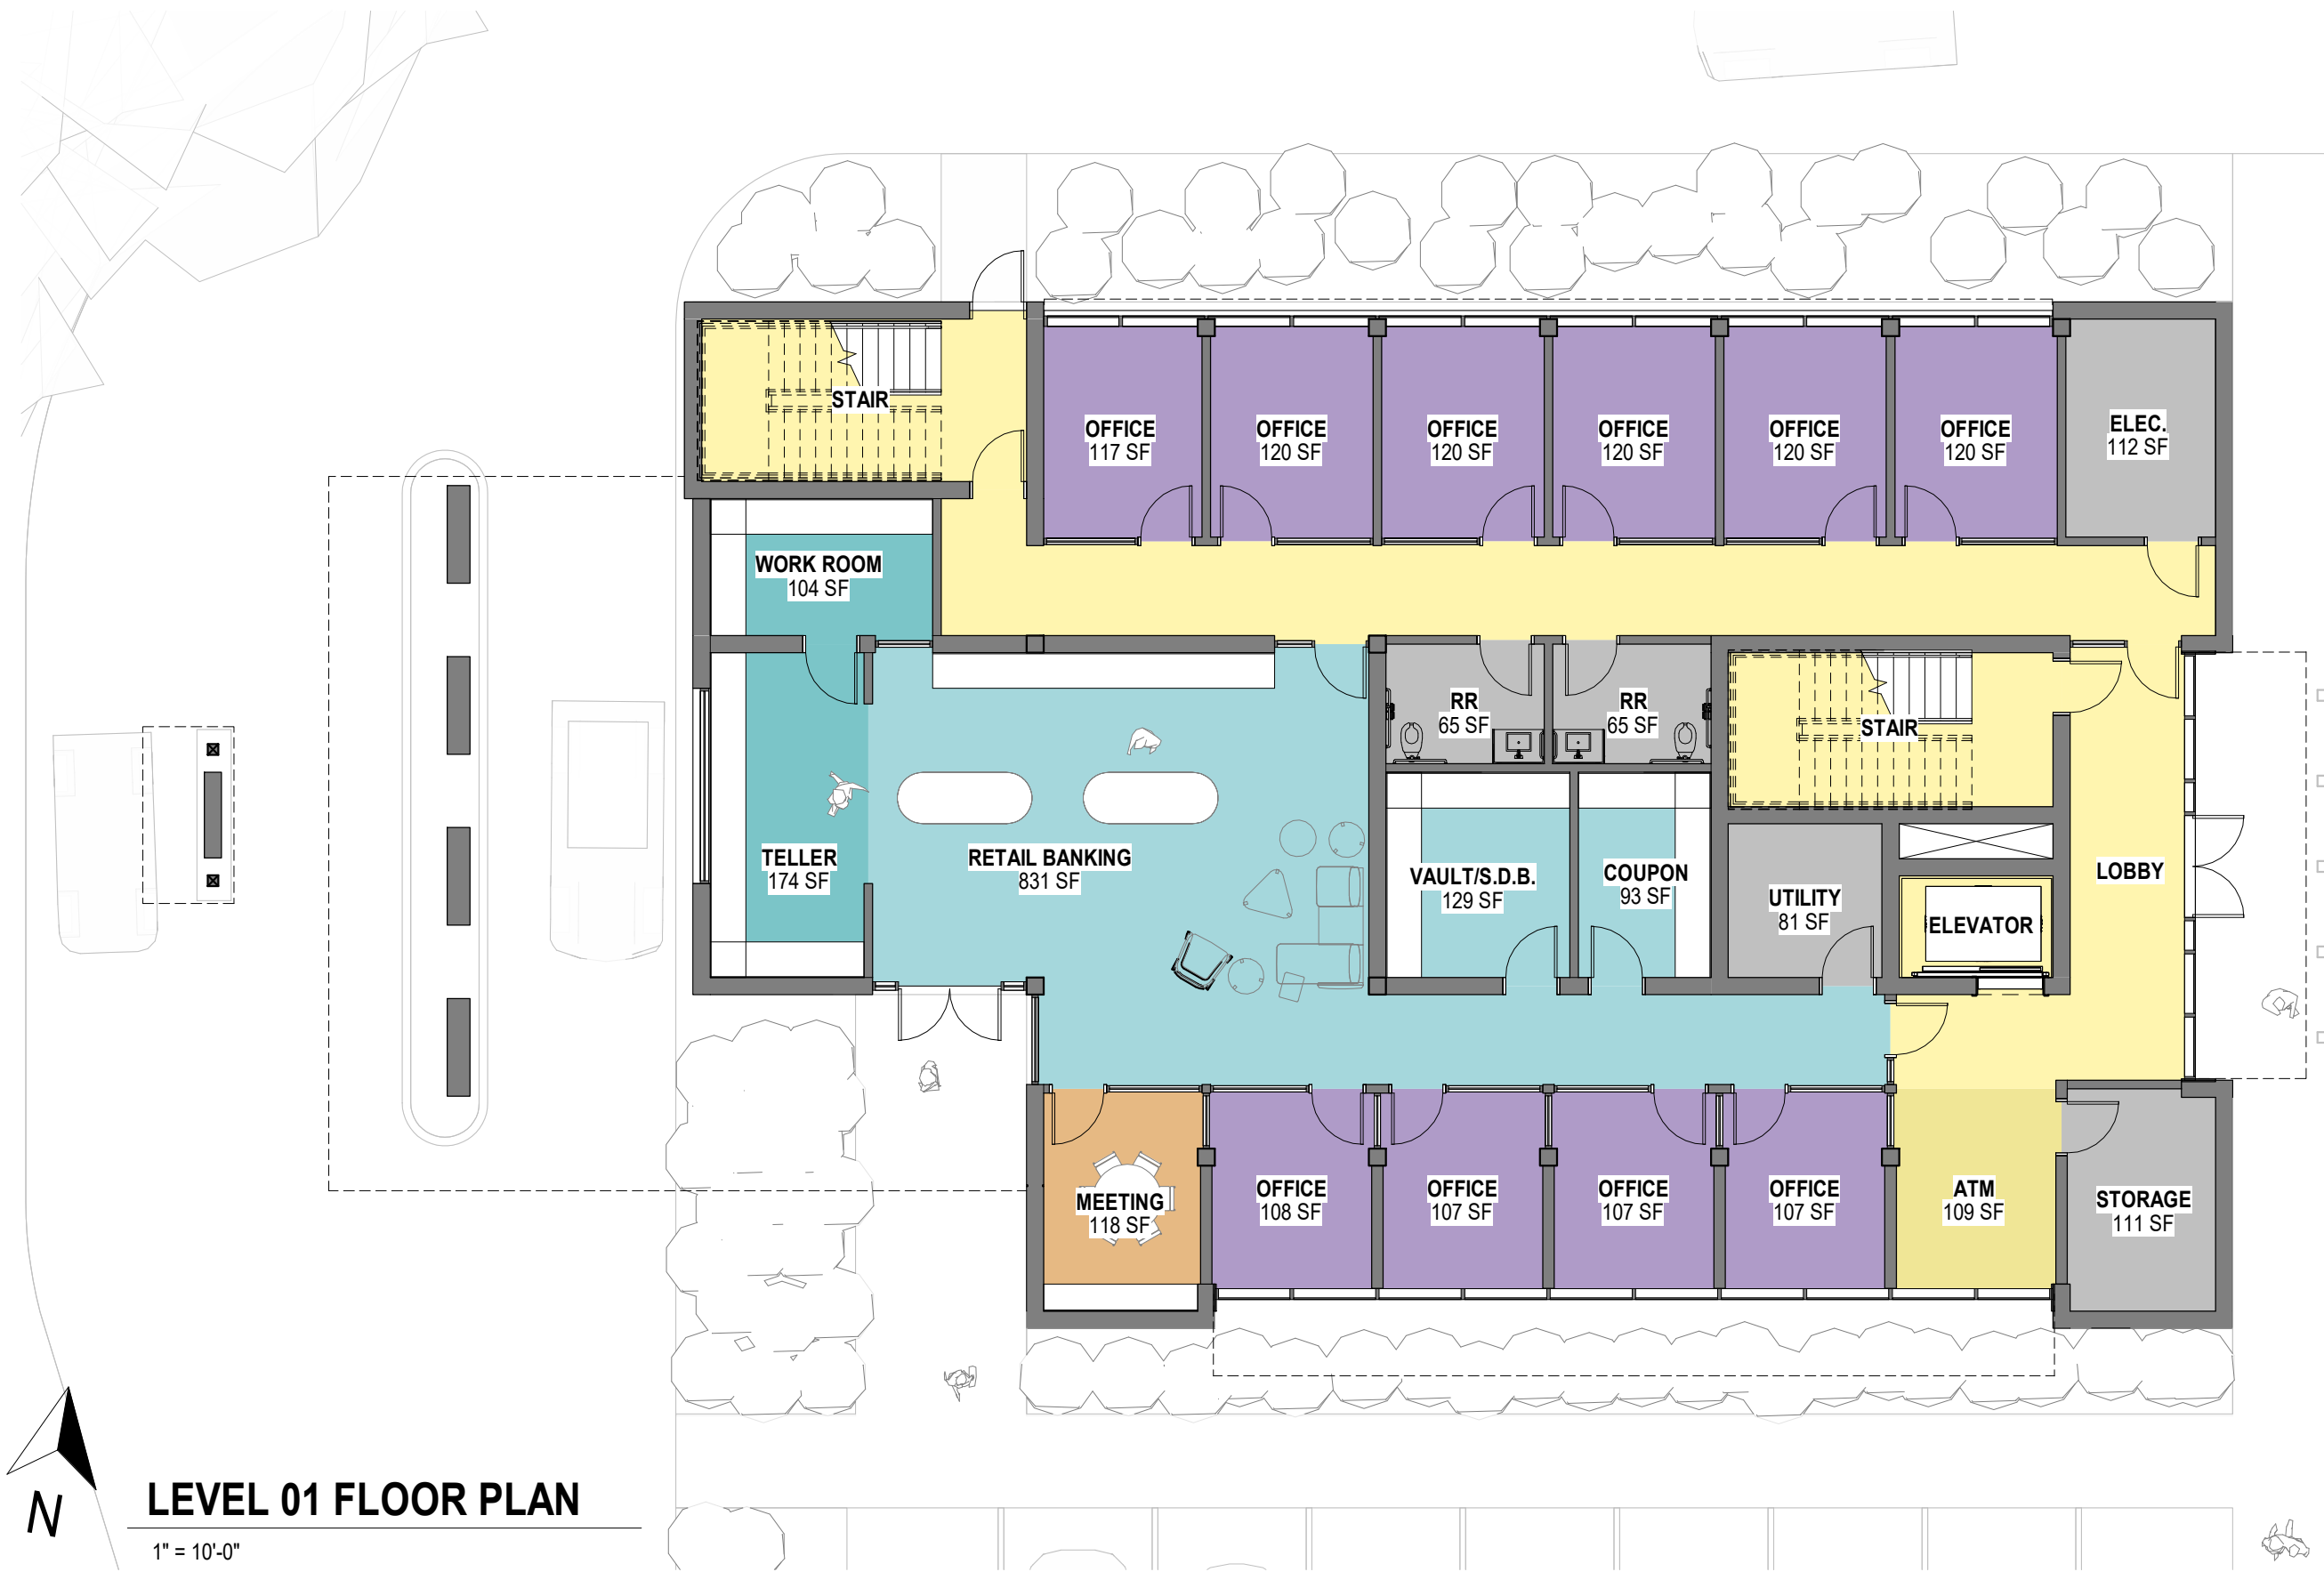 STAIR
OFFICE
117 SF
OFFICE
120 SF
OFFICE
120 SF
OFFICE
120 SF
OFFICE
120 SF
OFFICE
120 SF
ELEC.
112 SF
WORK ROOM
104 SF
RR
65 SF
RR
65 SF
STAIR
TELLER
174 SF
RETAIL BANKING
831 SF
VAULT/S.D.B.
129 SF
COUPON
93 SF
UTILITY
81 SF
ELEVATOR
LOBBY
MEETING
118 SF
OFFICE
108 SF
OFFICE
107 SF
OFFICE
107 SF
OFFICE
107 SF
ATM
109 SF
STORAGE
111 SF
N
LEVEL 01 FLOOR PLAN
1" = 10'-0"